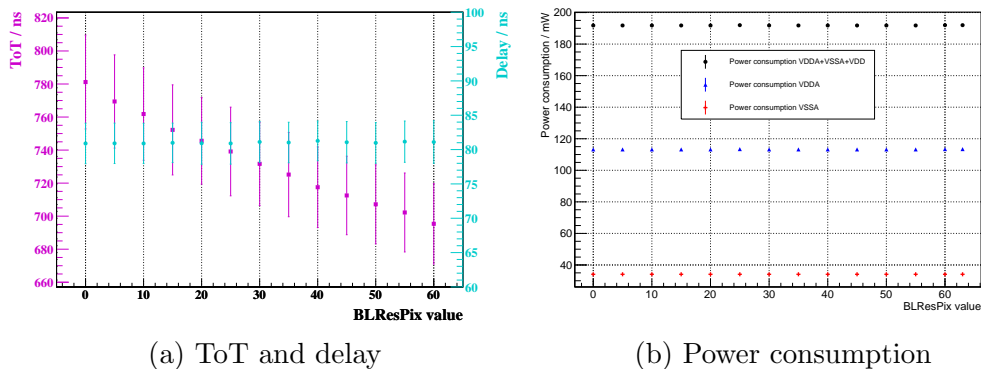 820
800
780
760
740
720
700
680
660
ToT / ns
100
95
90
85
80
75
70
65
60
Delay / ns
0 10 20 30 40 50 60
BLResPix value
(a) ToT and delay
200
180
160
140
120
100
80
60
40
Power consumption / mW
Power consumption VDDA+VSSA+VDD
Power consumption VDDA
Power consumption VSSA
0 10 20 30 40 50 60
BLResPix value
(b) Power consumption